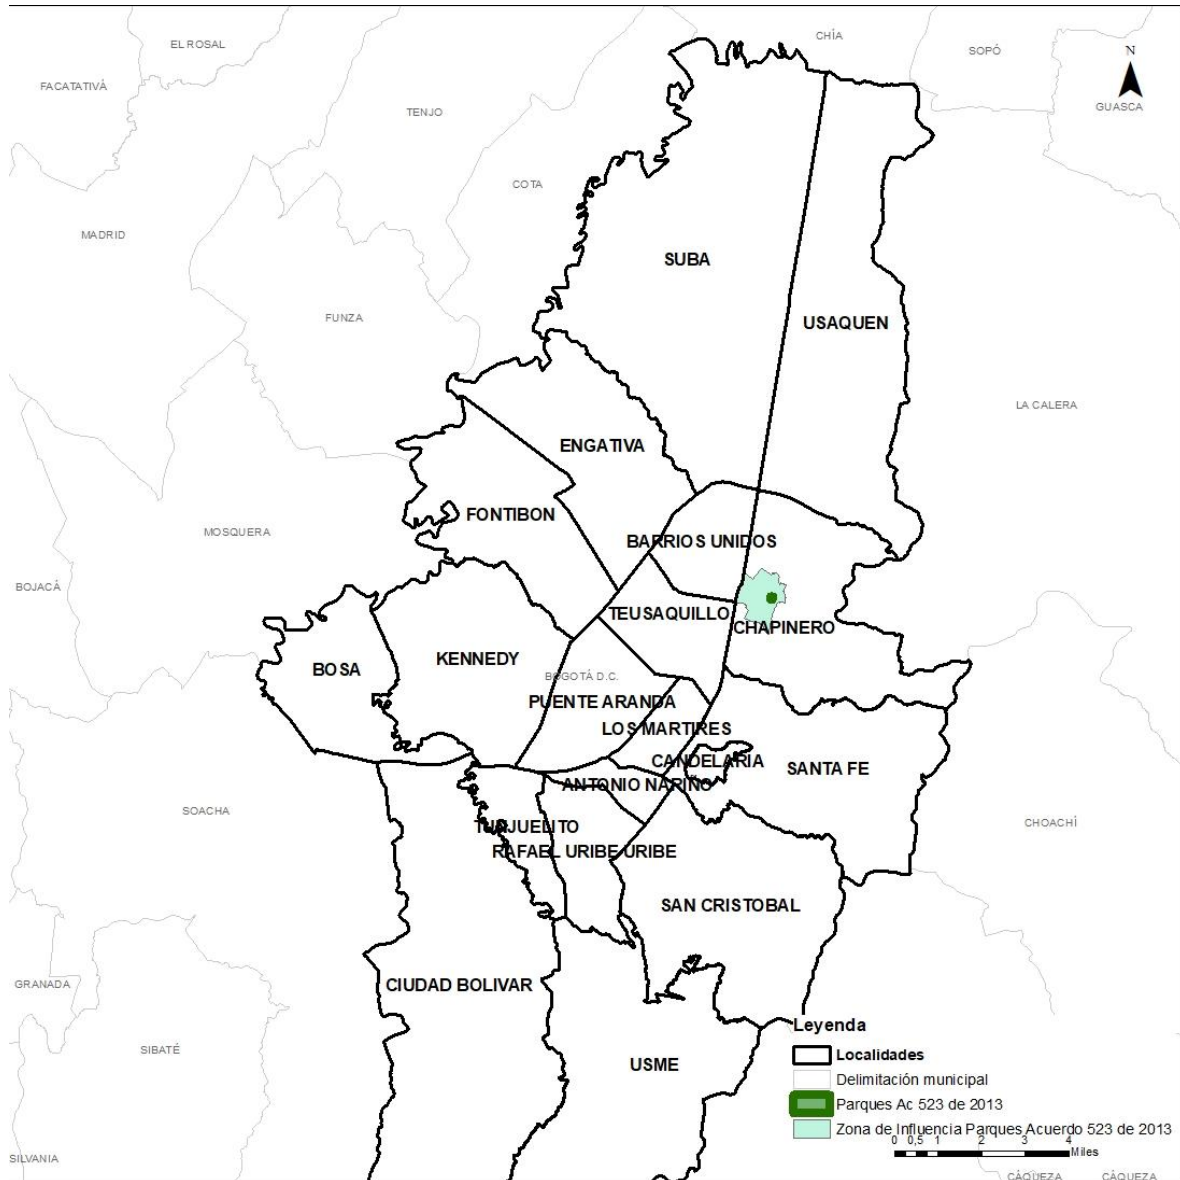 CHÍA
EL ROSAL
SOPÓ
N
FACATATIVÁ
GUASCA
TENJO
COTA
MADRID
SUBA
FUNZA
USAQUEN
LA CALERA
ENGATIVA
FONTIBON
MOSQUERA
BARRIOS UNIDOS
BOJACÁ
TEUSAQUILLO
CHAPINERO
KENNEDY
BOSA
BOGOTÁ D.C.
PUENTE ARANDA
LOS MARTIRES
CANDELARIA
SANTA FE
ANTONIO NARIÑO
SOACHA
CHOACHÍ
TUNJUELITO
RAFAEL URIBE URIBE
SAN CRISTOBAL
GRANADA
CIUDAD BOLIVAR
SIBATÉ
USME
Leyenda
Localidades
Delimitación municipal
Parques Ac 523 de 2013
Zona de Influencia Parques Acuerdo 523 de 2013
0 0,5 1 2 3 4
Miles
SILVANIA
CÁQUEZA
CÁQUEZA